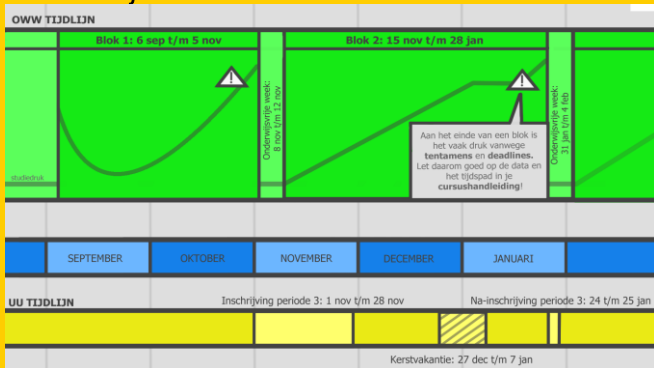 OWW TIJDLIJN
Blok 1: 6 sep t/m 5 nov
Blok 2: 15 nov t/m 28 jan
Onderwijsvrije week:
8 nov t/m 12 nov
Onderwijsvrije week:
31 jan t/m 4 feb
!
!
Aan het einde van een blok is
het vaak druk vanwege
tentamens en deadlines.
Let daarom goed op de data en
het tijdspad in je
cursushandleiding!
studiedruk
SEPTEMBER
OKTOBER
NOVEMBER
DECEMBER
JANUARI
UU TIJDLIJN
Inschrijving periode 3: 1 nov t/m 28 nov
Na-inschrijving periode 3: 24 t/m 25 jan
Kerstvakantie: 27 dec t/m 7 jan